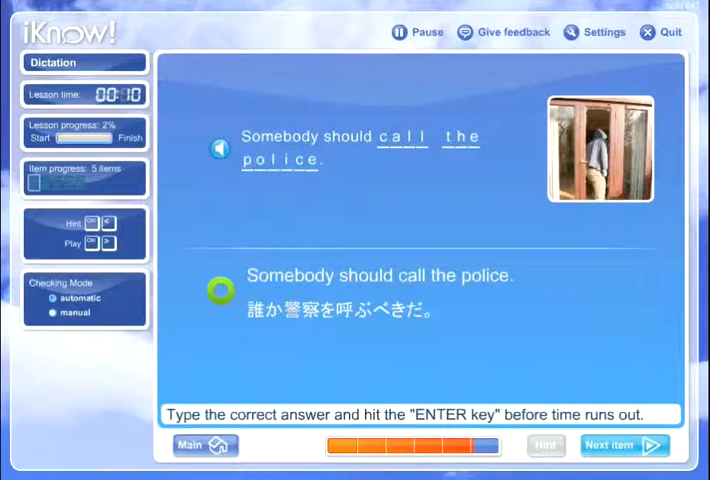 iKnow!
Pause
Give feedback
Settings
Quit
Dictation
Lesson time: 00:10
Lesson progress: 2%
Start Finish
Item progress: 5 items
Hint Ctrl <
Play Ctrl >
Checking Mode
automatic
manual
Somebody should call the
police.
Somebody should call the police.
誰か警察を呼ぶべきだ。
Type the correct answer and hit the "ENTER key" before time runs out.
Main
Hint
Next item